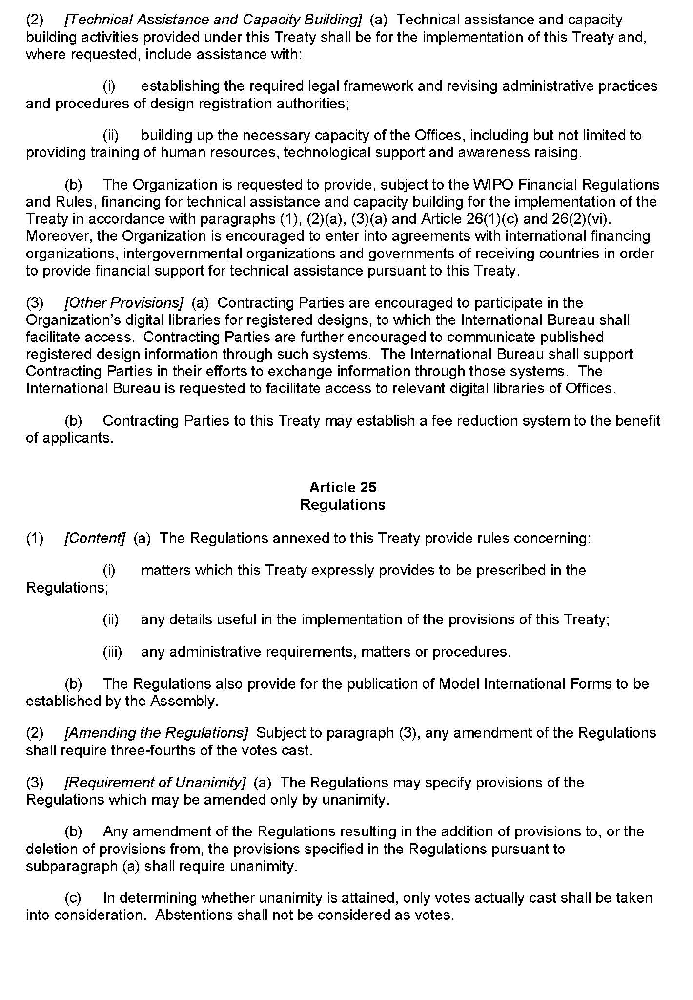 (2) [Technical Assistance and Capacity Building] (a) Technical assistance and capacity
building activities provided under this Treaty shall be for the implementation of this Treaty and,
where requested, include assistance with:
(i) establishing the required legal framework and revising administrative practices
and procedures of design registration authorities;
(ii) building up the necessary capacity of the Offices, including but not limited to
providing training of human resources, technological support and awareness raising.
(b) The Organization is requested to provide, subject to the WIPO Financial Regulations
and Rules, financing for technical assistance and capacity building for the implementation of the
Treaty in accordance with paragraphs (1), (2)(a), (3)(a) and Article 26(1)(c) and 26(2)(vi).
Moreover, the Organization is encouraged to enter into agreements with international financing
organizations, intergovernmental organizations and governments of receiving countries in order
to provide financial support for technical assistance pursuant to this Treaty.
(3) [Other Provisions] (a) Contracting Parties are encouraged to participate in the
Organization’s digital libraries for registered designs, to which the International Bureau shall
facilitate access. Contracting Parties are further encouraged to communicate published
registered design information through such systems. The International Bureau shall support
Contracting Parties in their efforts to exchange information through those systems. The
International Bureau is requested to facilitate access to relevant digital libraries of Offices.
(b) Contracting Parties to this Treaty may establish a fee reduction system to the benefit
of applicants.
Article 25
Regulations
(1) [Content] (a) The Regulations annexed to this Treaty provide rules concerning:
(i) matters which this Treaty expressly provides to be prescribed in the
Regulations;
(ii) any details useful in the implementation of the provisions of this Treaty;
(iii) any administrative requirements, matters or procedures.
(b) The Regulations also provide for the publication of Model International Forms to be
established by the Assembly.
(2) [Amending the Regulations] Subject to paragraph (3), any amendment of the Regulations
shall require three-fourths of the votes cast.
(3) [Requirement of Unanimity] (a) The Regulations may specify provisions of the
Regulations which may be amended only by unanimity.
(b) Any amendment of the Regulations resulting in the addition of provisions to, or the
deletion of provisions from, the provisions specified in the Regulations pursuant to
subparagraph (a) shall require unanimity.
(c) In determining whether unanimity is attained, only votes actually cast shall be taken
into consideration. Abstentions shall not be considered as votes.